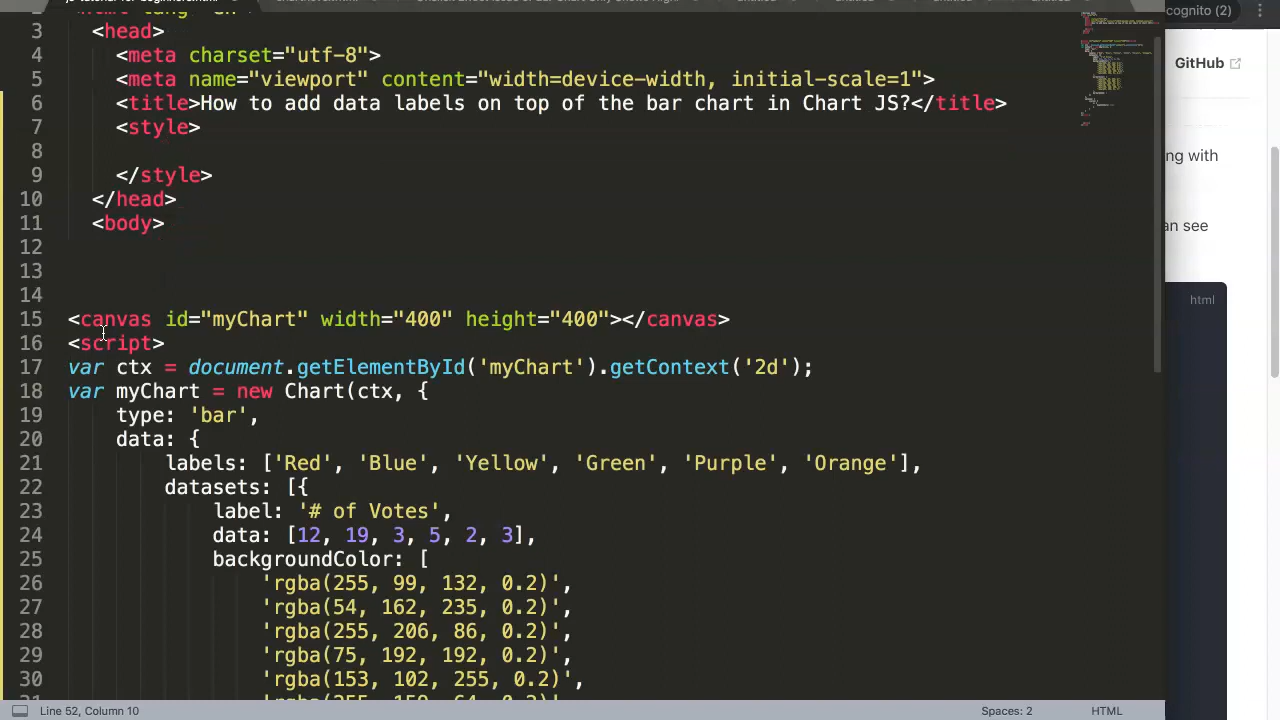 cognito (2)
3 <head>
4 <meta charset="utf-8">
5 <meta name="viewport" content="width=device-width, initial-scale=1">
6 <title>How to add data labels on top of the bar chart in Chart JS?</title>
7 <style>
8
9 </style>
10 </head>
11 <body>
12
13
14
15 <canvas id="myChart" width="400" height="400"></canvas>
16 <script>
17 var ctx = document.getElementById('myChart').getContext('2d');
18 var myChart = new Chart(ctx, {
19 type: 'bar',
20 data: {
21 labels: ['Red', 'Blue', 'Yellow', 'Green', 'Purple', 'Orange'],
22 datasets: [{
23 label: '# of Votes',
24 data: [12, 19, 3, 5, 2, 3],
25 backgroundColor: [
26 'rgba(255, 99, 132, 0.2)',
27 'rgba(54, 162, 235, 0.2)',
28 'rgba(255, 206, 86, 0.2)',
29 'rgba(75, 192, 192, 0.2)',
30 'rgba(153, 102, 255, 0.2)',
GitHub
ng with
an see
html
Line 52, Column 10
Spaces: 2
HTML